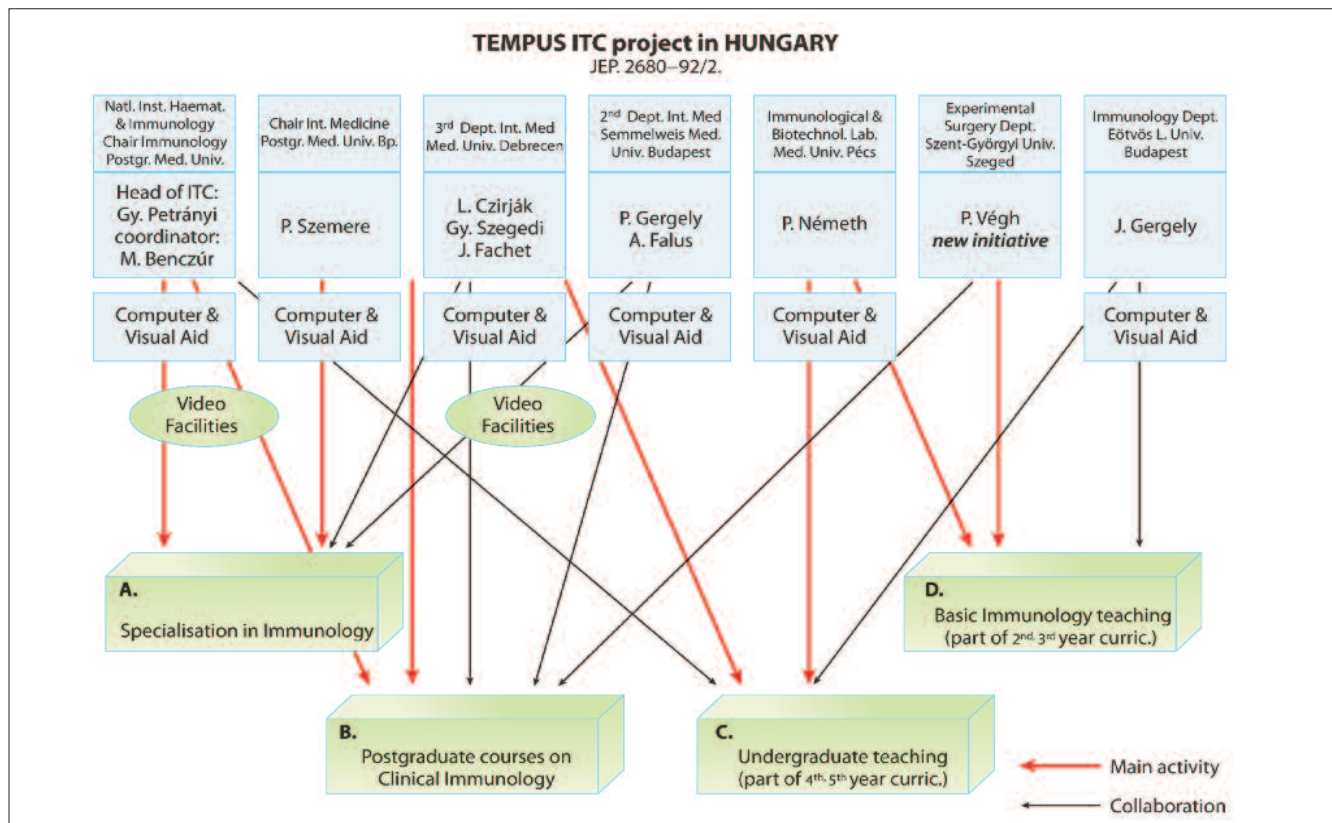 TEMPUS ITC project in HUNGARY
JEP. 2680–92/2.
Natl. Inst. Haemat.
& Immunology
Chair Immunology
Postgr. Med. Univ.
Chair Int. Medicine
Postgr. Med. Univ. Bp.
3rd Dept. Int. Med
Med. Univ. Debrecen
2nd Dept. Int. Med
Semmelweis Med.
Univ. Budapest
Immunological &
Biotechnol. Lab.
Med. Univ. Pécs
Experimental
Surgery Dept.
Szent-Györgyi Univ.
Szeged
Immunology Dept.
Eötvös L. Univ.
Budapest
Head of ITC:
Gy. Petrányi
coordinator:
M. Benczúr
P. Szemere
L. Czirják
Gy. Szegedi
J. Fachet
P. Gergely
A. Falus
P. Németh
P. Végh
new initiative
J. Gergely
Computer &
Visual Aid
Computer &
Visual Aid
Computer &
Visual Aid
Computer &
Visual Aid
Computer &
Visual Aid
Computer &
Visual Aid
Video
Facilities
Video
Facilities
A.
Specialisation in Immunology
D.
Basic Immunology teaching
(part of 2nd, 3rd year curric.)
B.
Postgraduate courses on
Clinical Immunology
C.
Undergraduate teaching
(part of 4th, 5th year curric.)
Main activity
Collaboration